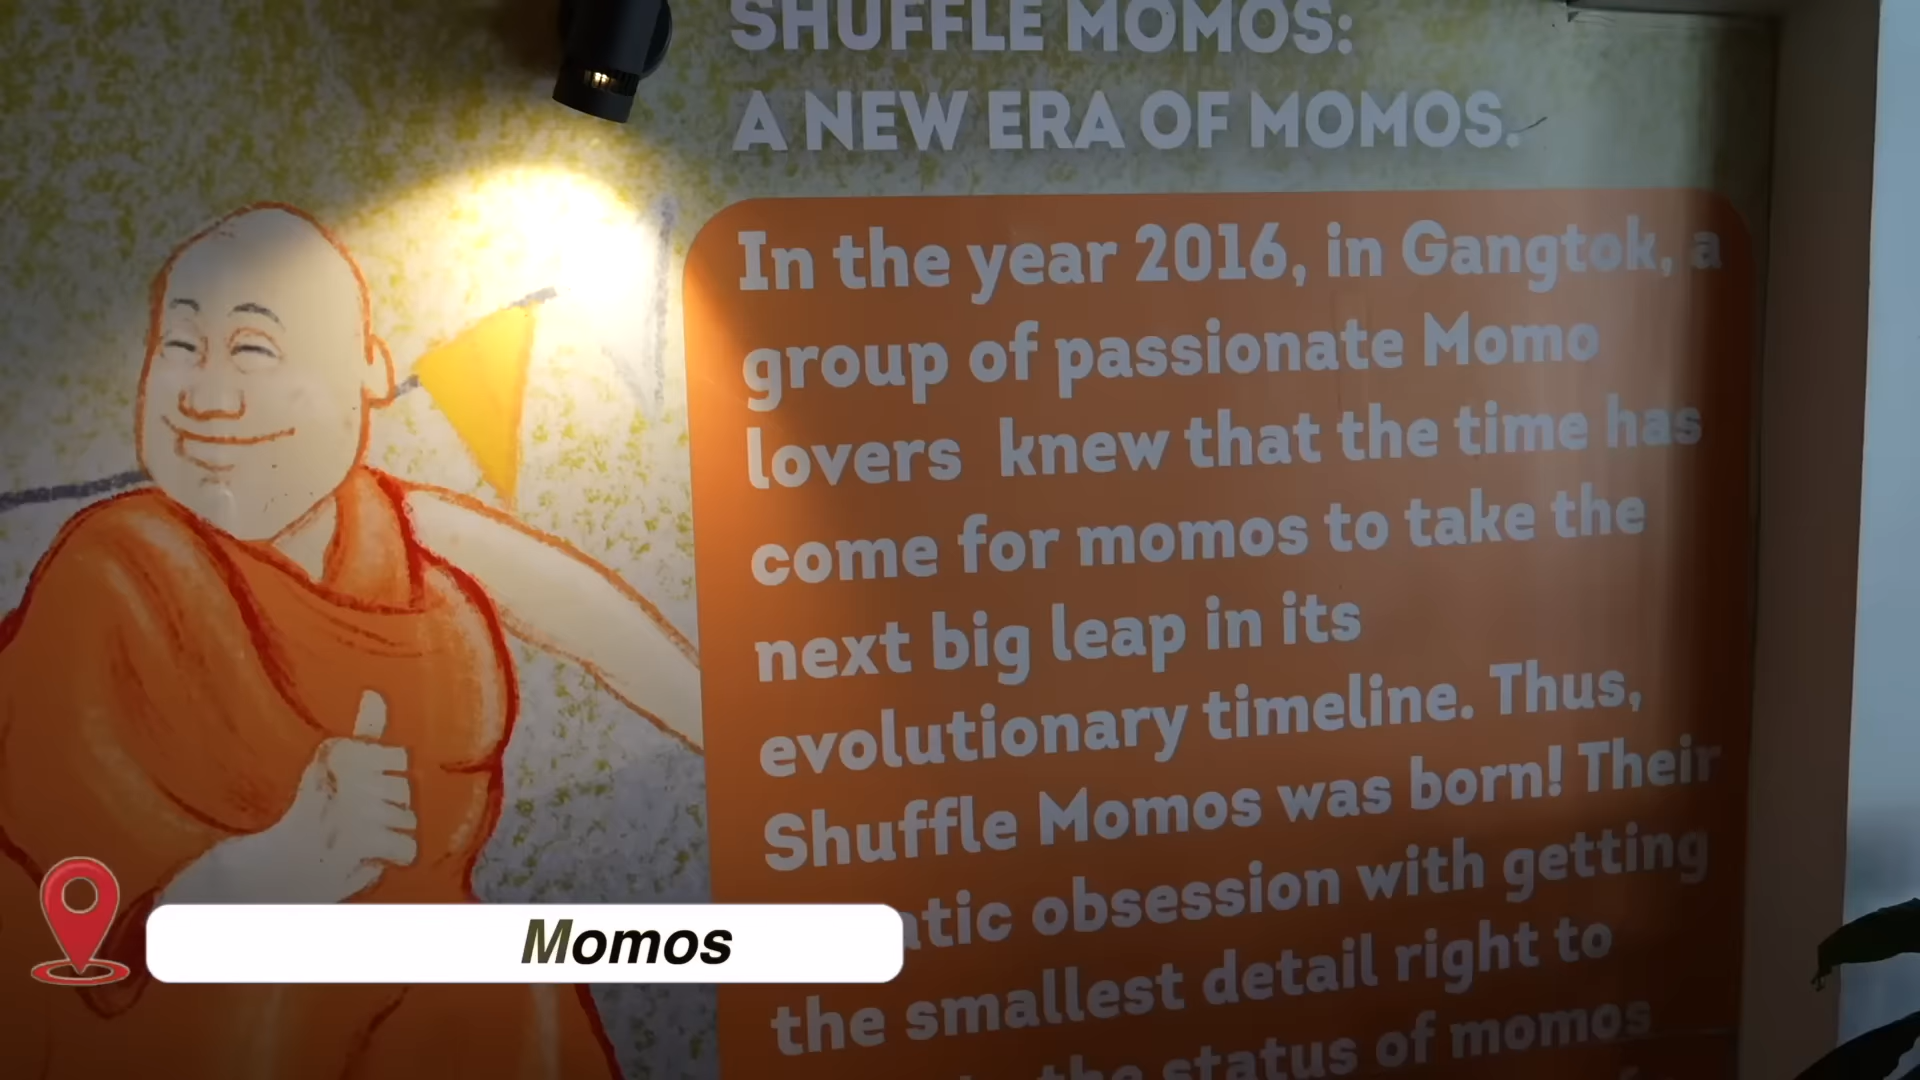 SHUFFLE MOMOS:
A NEW ERA OF MOMOS.
In the year 2016, in Gangtok, a
group of passionate Momo
lovers knew that the time has
come for momos to take the
next big leap in its
evolutionary timeline. Thus,
Shuffle Momos was born! Their
obsession with getting
the smallest detail right to
the status of momos
Momos